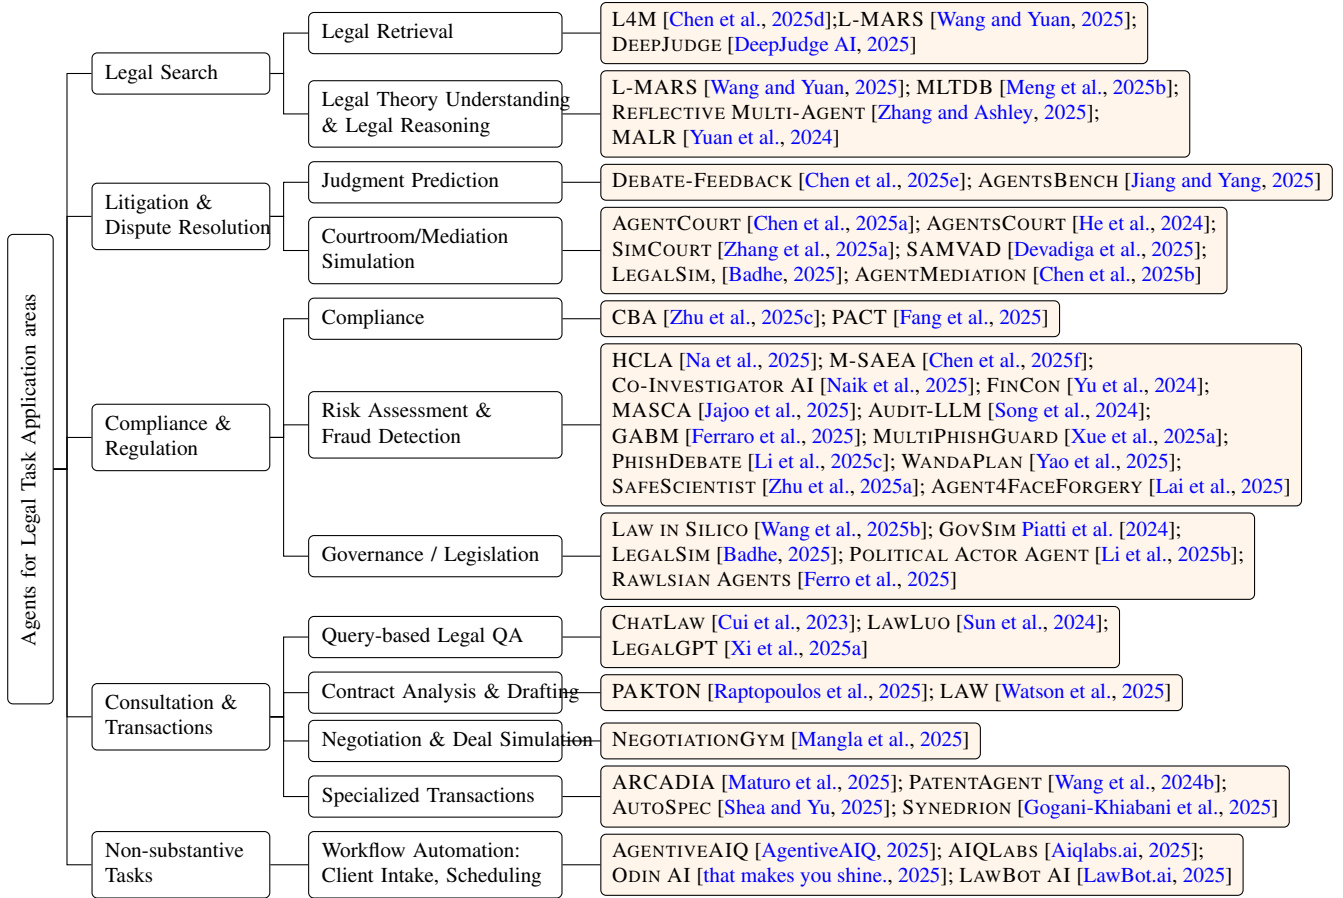 Agents for Legal Task Application areas
Legal Search
Legal Retrieval
L4M [Chen et al., 2025d];L-MARS [Wang and Yuan, 2025];
DEEPJUDGE [DeepJudge AI, 2025]
Legal Theory Understanding
& Legal Reasoning
L-MARS [Wang and Yuan, 2025]; MLTDB [Meng et al., 2025b];
REFLECTIVE MULTI-AGENT [Zhang and Ashley, 2025];
MALR [Yuan et al., 2024]
Litigation &
Dispute Resolution
Judgment Prediction
DEBATE-FEEDBACK [Chen et al., 2025e]; AGENTSBENCH [Jiang and Yang, 2025]
Courtroom/Mediation
Simulation
AGENTCOURT [Chen et al., 2025a]; AGENTSCOURT [He et al., 2024];
SIMCOURT [Zhang et al., 2025a]; SAMVAD [Devadiga et al., 2025];
LEGALSIM, [Badhe, 2025]; AGENTMEDIATION [Chen et al., 2025b]
Compliance &
Regulation
Compliance
CBA [Zhu et al., 2025c]; PACT [Fang et al., 2025]
Risk Assessment &
Fraud Detection
HCLA [Na et al., 2025]; M-SAEA [Chen et al., 2025f];
CO-INVESTIGATOR AI [Naik et al., 2025]; FINCON [Yu et al., 2024];
MASCA [Jajoo et al., 2025]; AUDIT-LLM [Song et al., 2024];
GABM [Ferraro et al., 2025]; MULTIPHISHGUARD [Xue et al., 2025a];
PHISHDEBATE [Li et al., 2025c]; WANDAPLAN [Yao et al., 2025];
SAFESCIENTIST [Zhu et al., 2025a]; AGENT4FACEFORGERY [Lai et al., 2025]
Governance / Legislation
LAW IN SILICO [Wang et al., 2025b]; GOVSIM Piatti et al. [2024];
LEGALSIM [Badhe, 2025]; POLITICAL ACTOR AGENT [Li et al., 2025b];
RAWLSIAN AGENTS [Ferro et al., 2025]
Consultation &
Transactions
Query-based Legal QA
CHATLAW [Cui et al., 2023]; LAWLUO [Sun et al., 2024];
LEGALGPT [Xi et al., 2025a]
Contract Analysis & Drafting
PAKTON [Raptopoulos et al., 2025]; LAW [Watson et al., 2025]
Negotiation & Deal Simulation
NEGOTIATIONGYM [Mangla et al., 2025]
Specialized Transactions
ARCADIA [Maturo et al., 2025]; PATENTAGENT [Wang et al., 2024b];
AUTOSPEC [Shea and Yu, 2025]; SYNEDRION [Gogani-Khiabani et al., 2025]
Non-substantive
Tasks
Workflow Automation:
Client Intake, Scheduling
AGENTIVEAIQ [AgentiveAIQ, 2025]; AIQLABS [Aiqlabs.ai, 2025];
ODIN AI [that makes you shine., 2025]; LAWBOT AI [LawBot.ai, 2025]